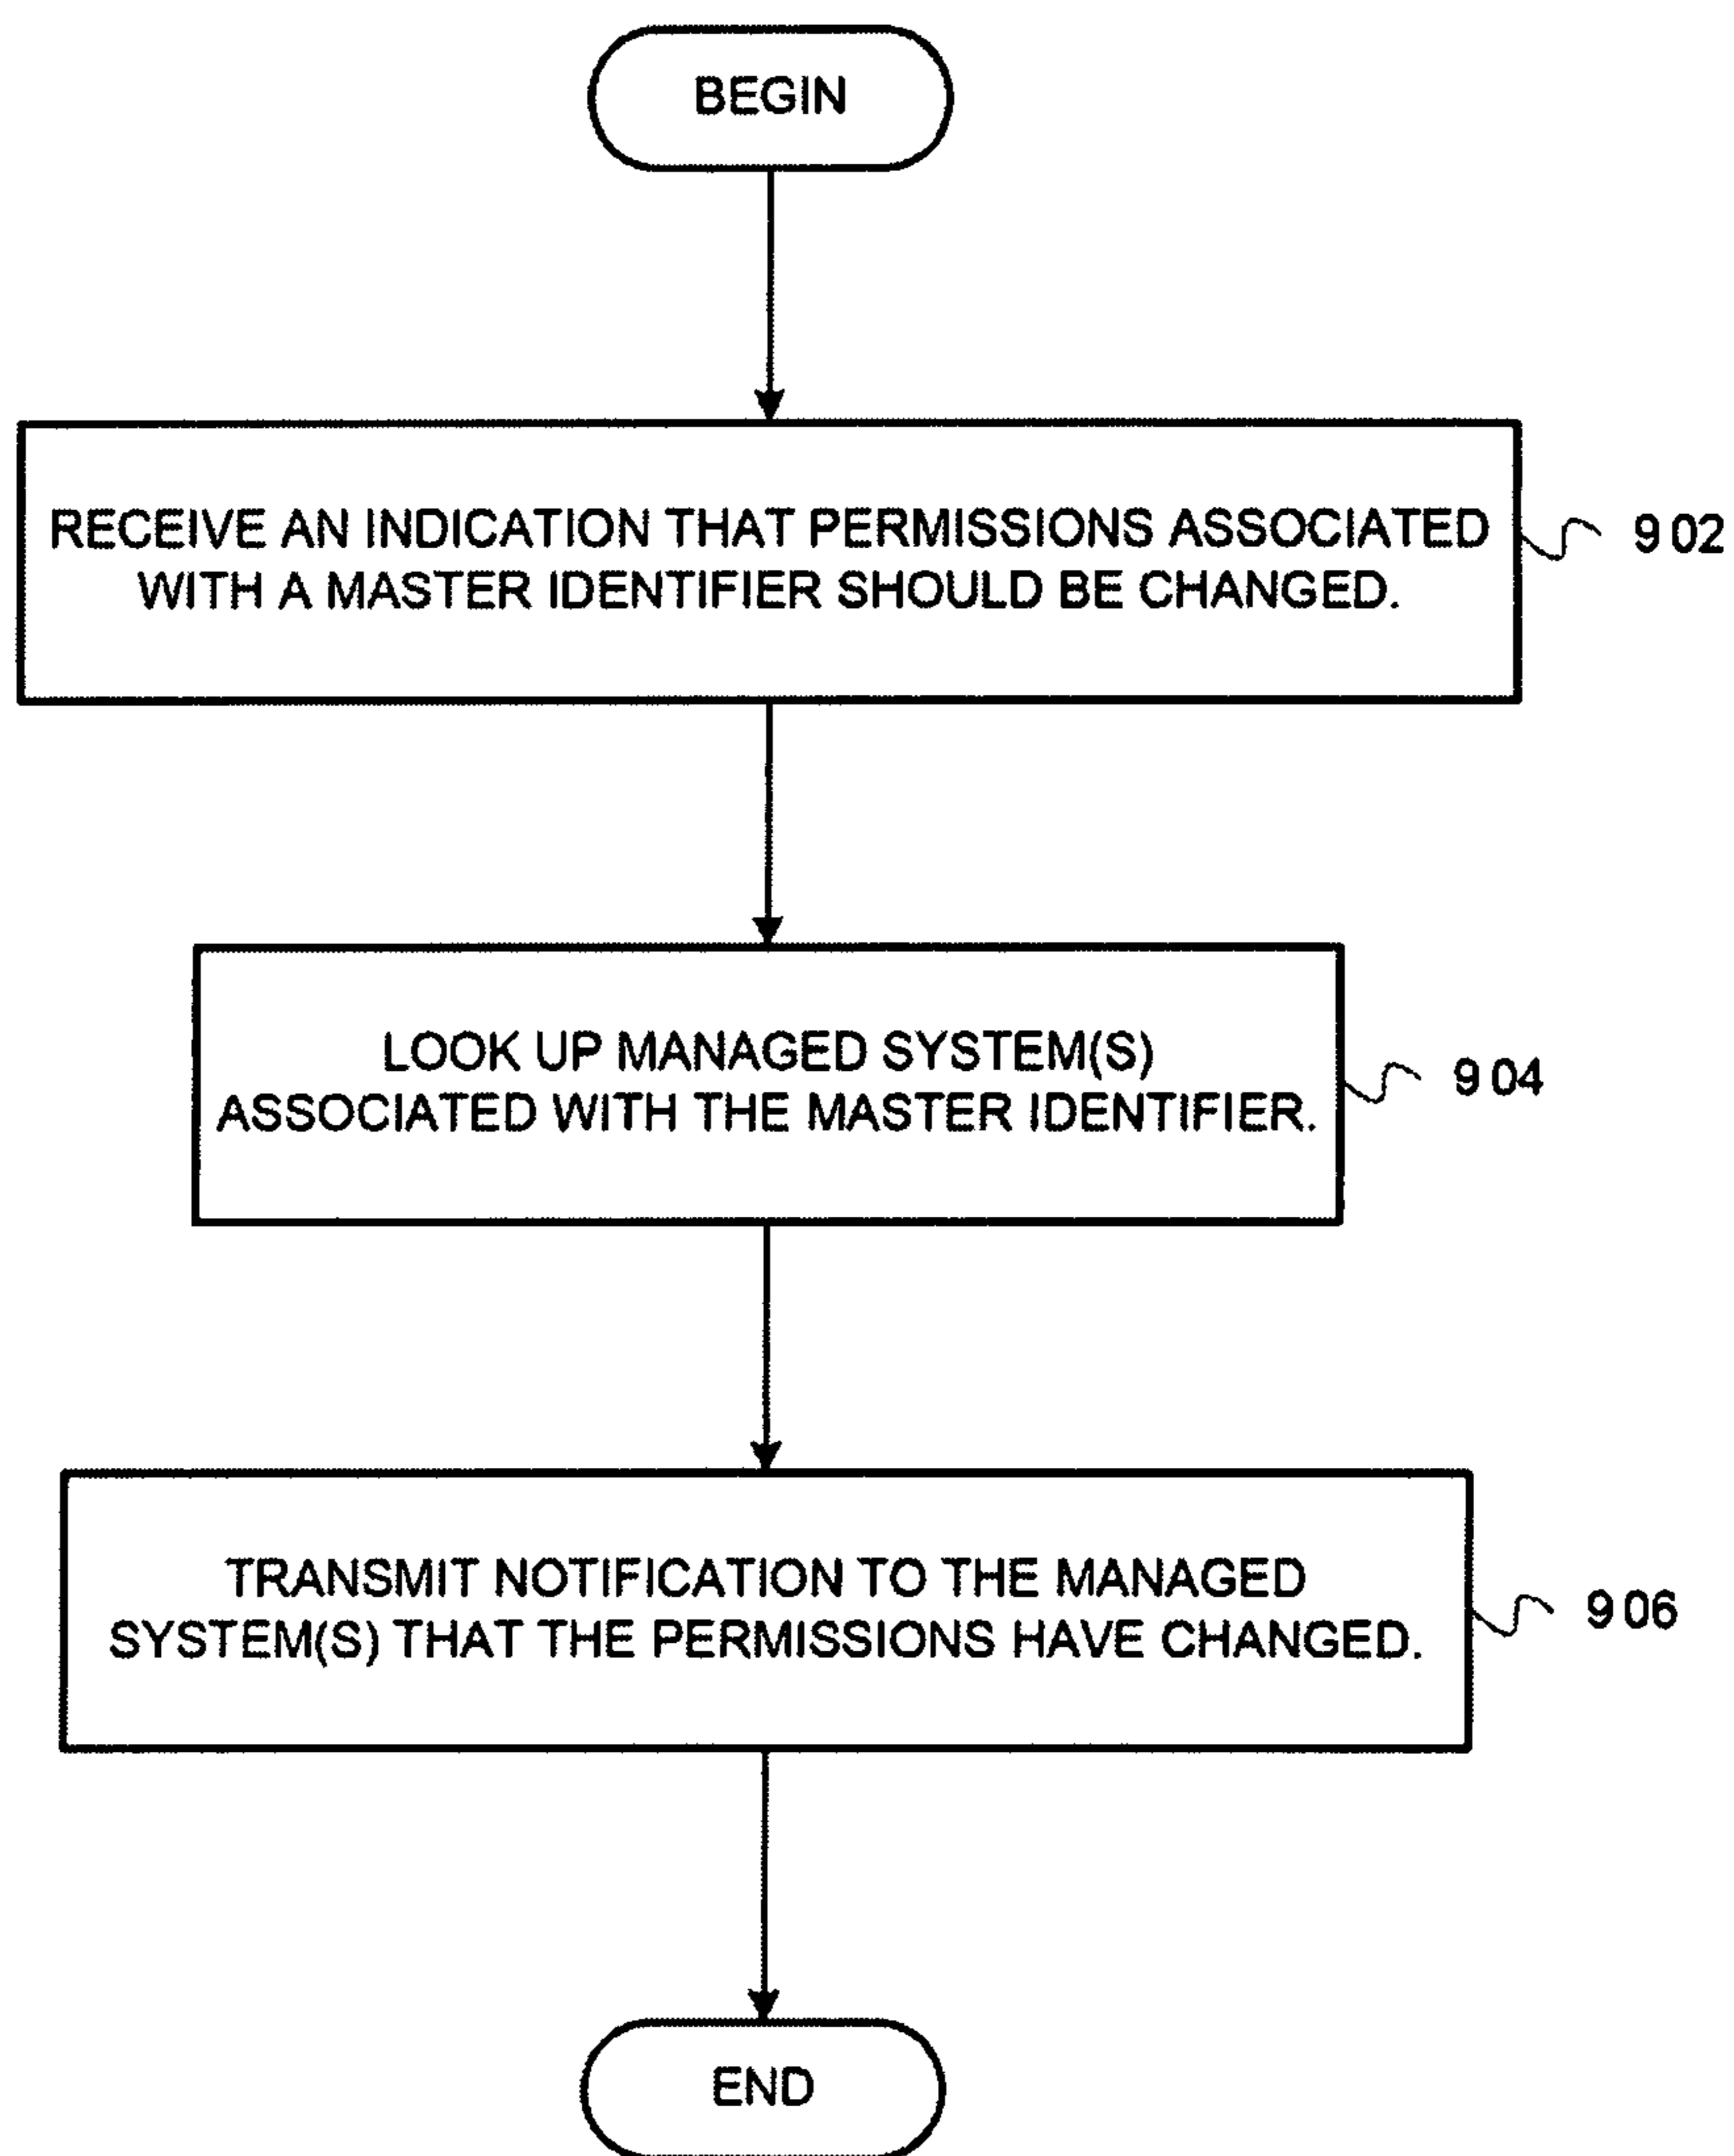 BEGIN
RECEIVE AN INDICATION THAT PERMISSIONS ASSOCIATED
WITH A MASTER IDENTIFIER SHOULD BE CHANGED.
902
LOOK UP MANAGED SYSTEM(S)
ASSOCIATED WITH THE MASTER IDENTIFIER.
904
TRANSMIT NOTIFICATION TO THE MANAGED
SYSTEM(S) THAT THE PERMISSIONS HAVE CHANGED.
906
END